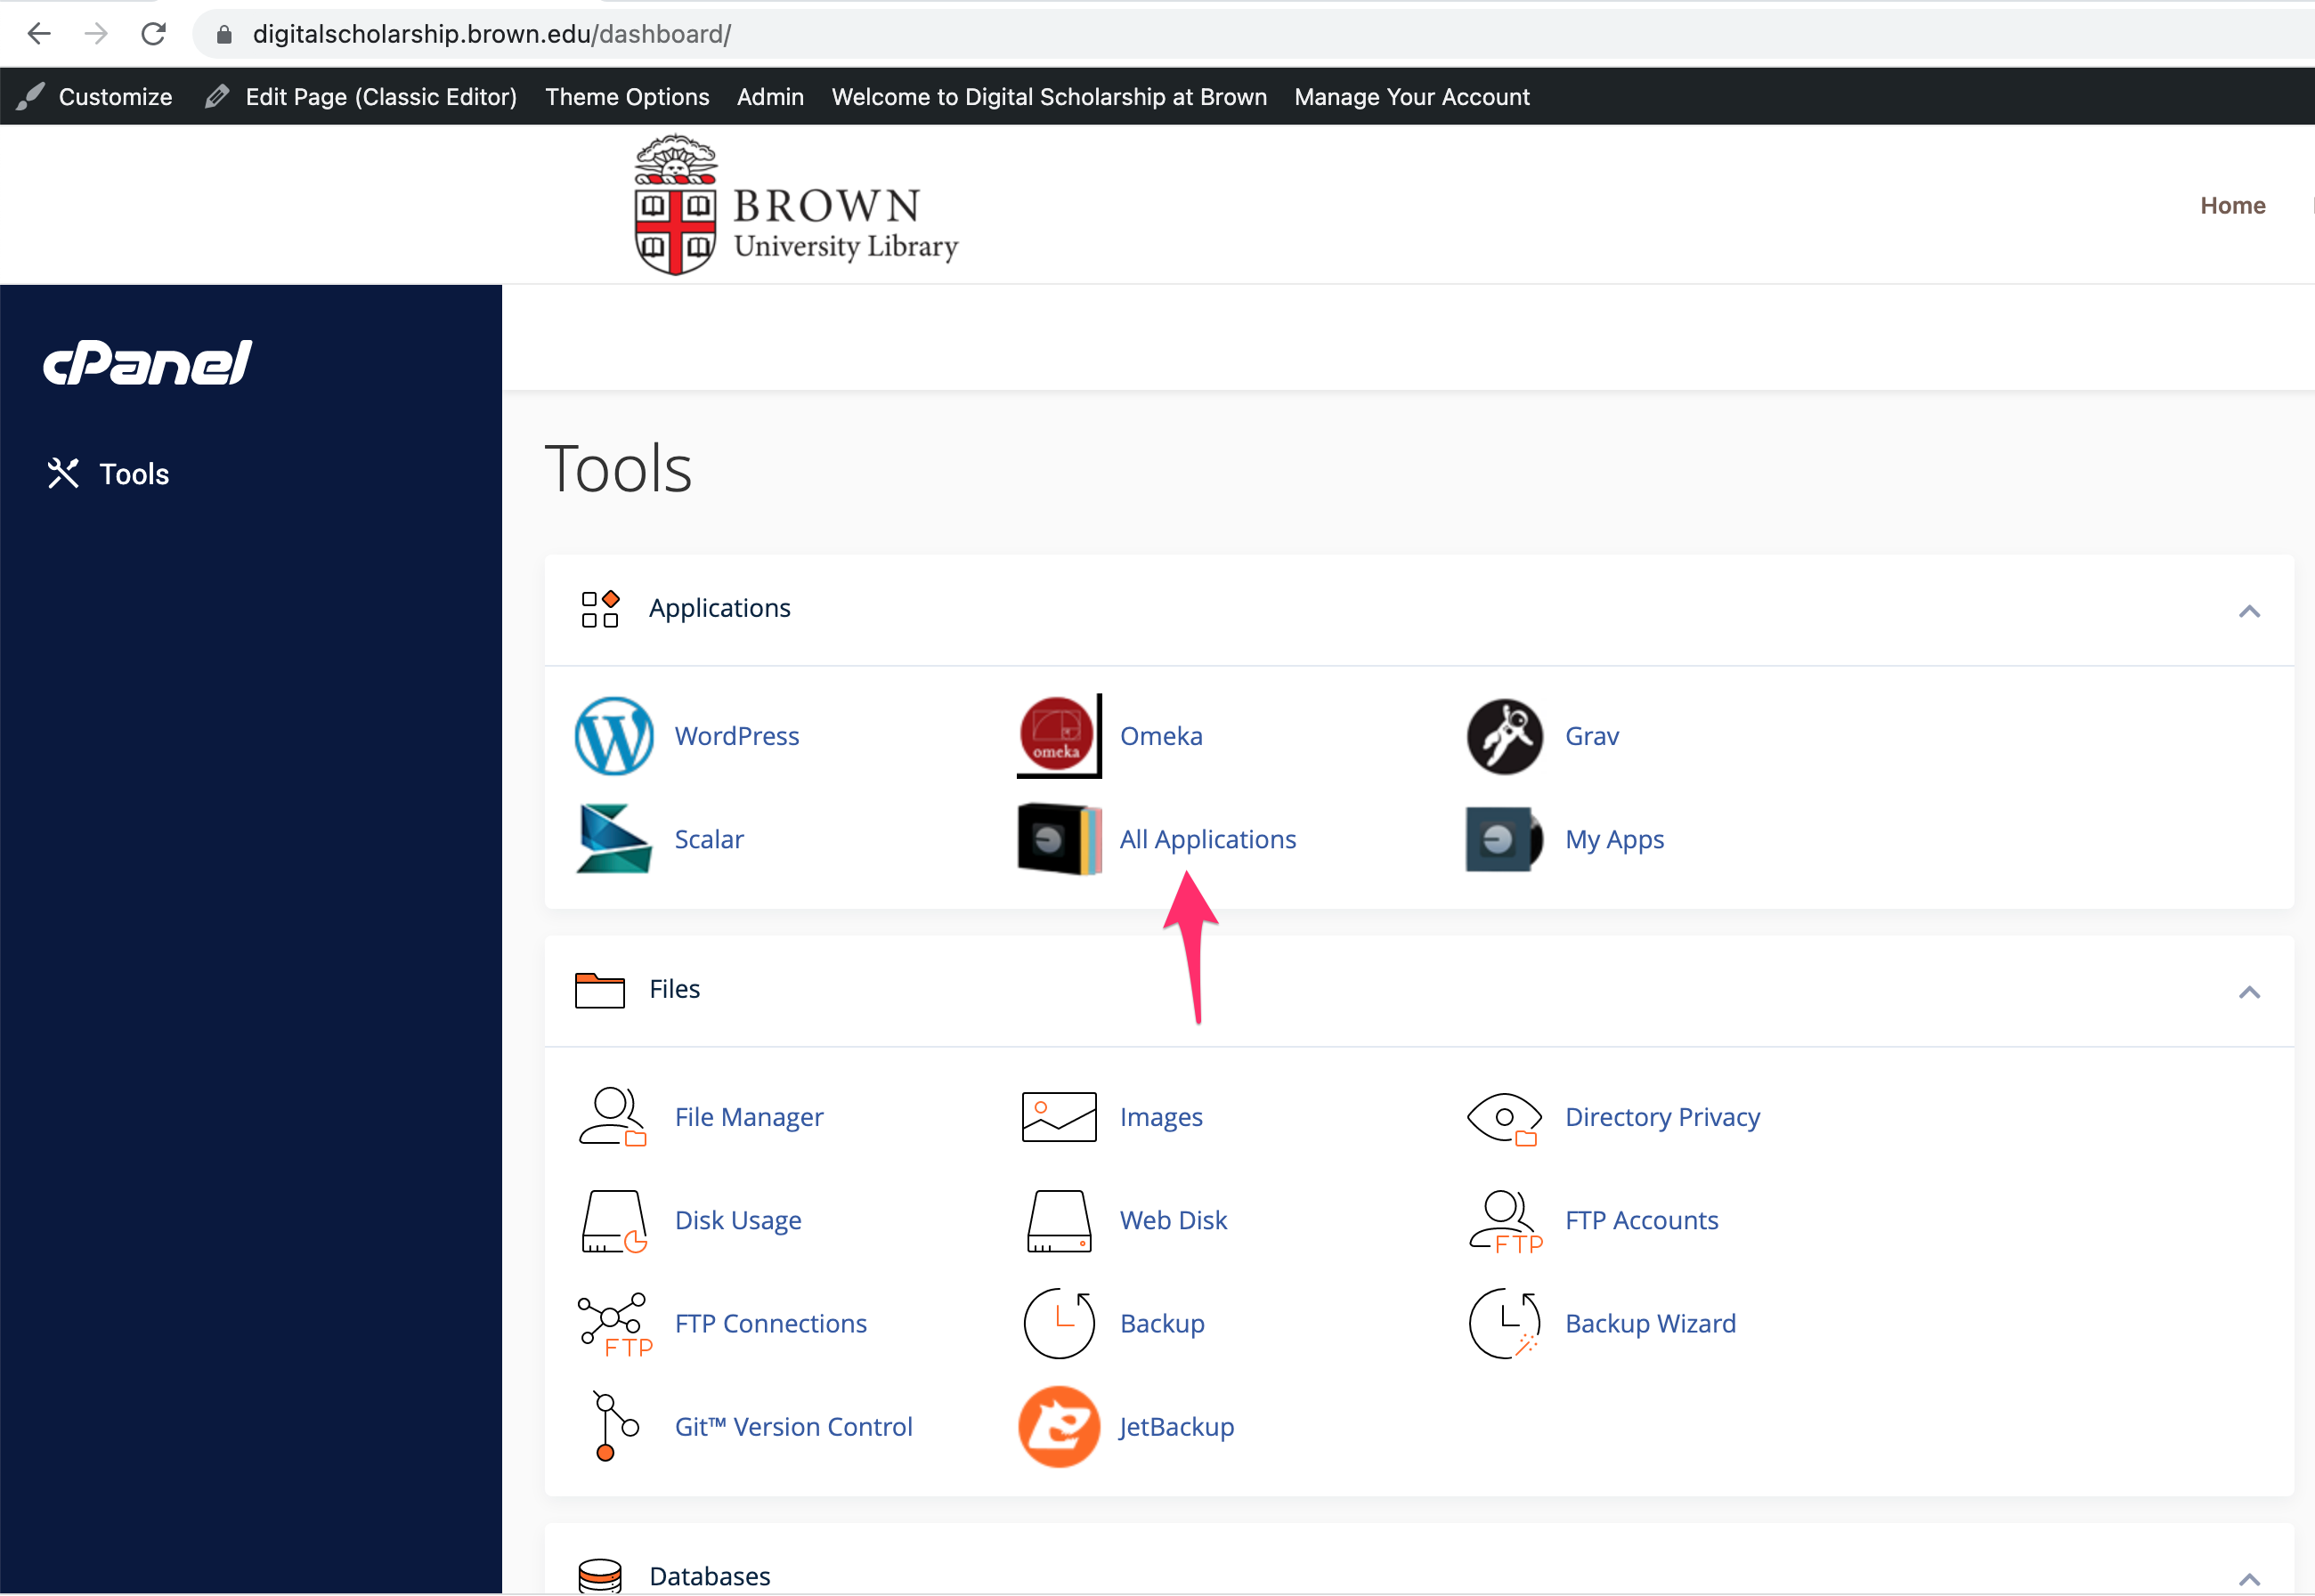 digitalscholarship.brown.edu/dashboard/
Customize Edit Page (Classic Editor) Theme Options Admin Welcome to Digital Scholarship at Brown Manage Your Account
BROWN
University Library
Home
cPanel
Tools
Tools
Applications
WordPress
omeka
Omeka
Grav
Scalar
All Applications
My Apps
Files
File Manager
Images
Directory Privacy
Disk Usage
Web Disk
FTP
FTP Accounts
FTP
FTP Connections
Backup
Backup Wizard
Git™ Version Control
JetBackup
Databases